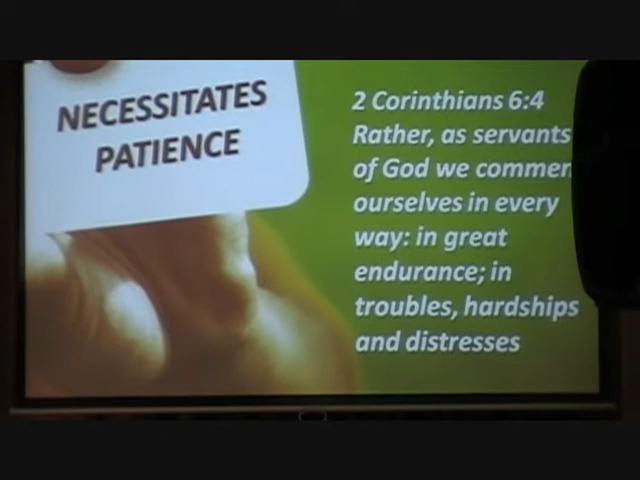 NECESSITATES
PATIENCE
2 Corinthians 6:4
Rather, as servants
of God we commen
ourselves in every
way: in great
endurance; in
troubles, hardships
and distresses